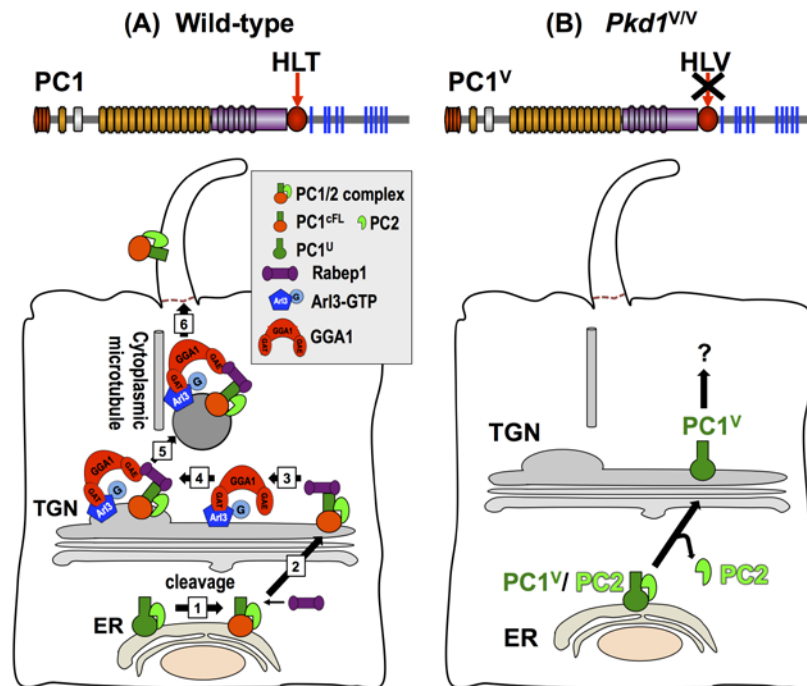 (A) Wild-type
HLT
PC1
PC1/2 complex
PC1cFL
PC2
PC1U
Rabep1
Arl3 G Arl3-GTP
GGA1 GAT GAE GGA1
6
Cytoplasmic
microtubule
GGA1
GAE
GAT
G
Arl3
5
GGA1
GAE
GAT
G
Arl3
4
GGA1
GAT
GAE
G
Arl3
3
TGN
2
cleavage
1
ER
(B) Pkd1V/V
HLV
PC1V
?
PC1V
TGN
PC2
PC1V/ PC2
ER